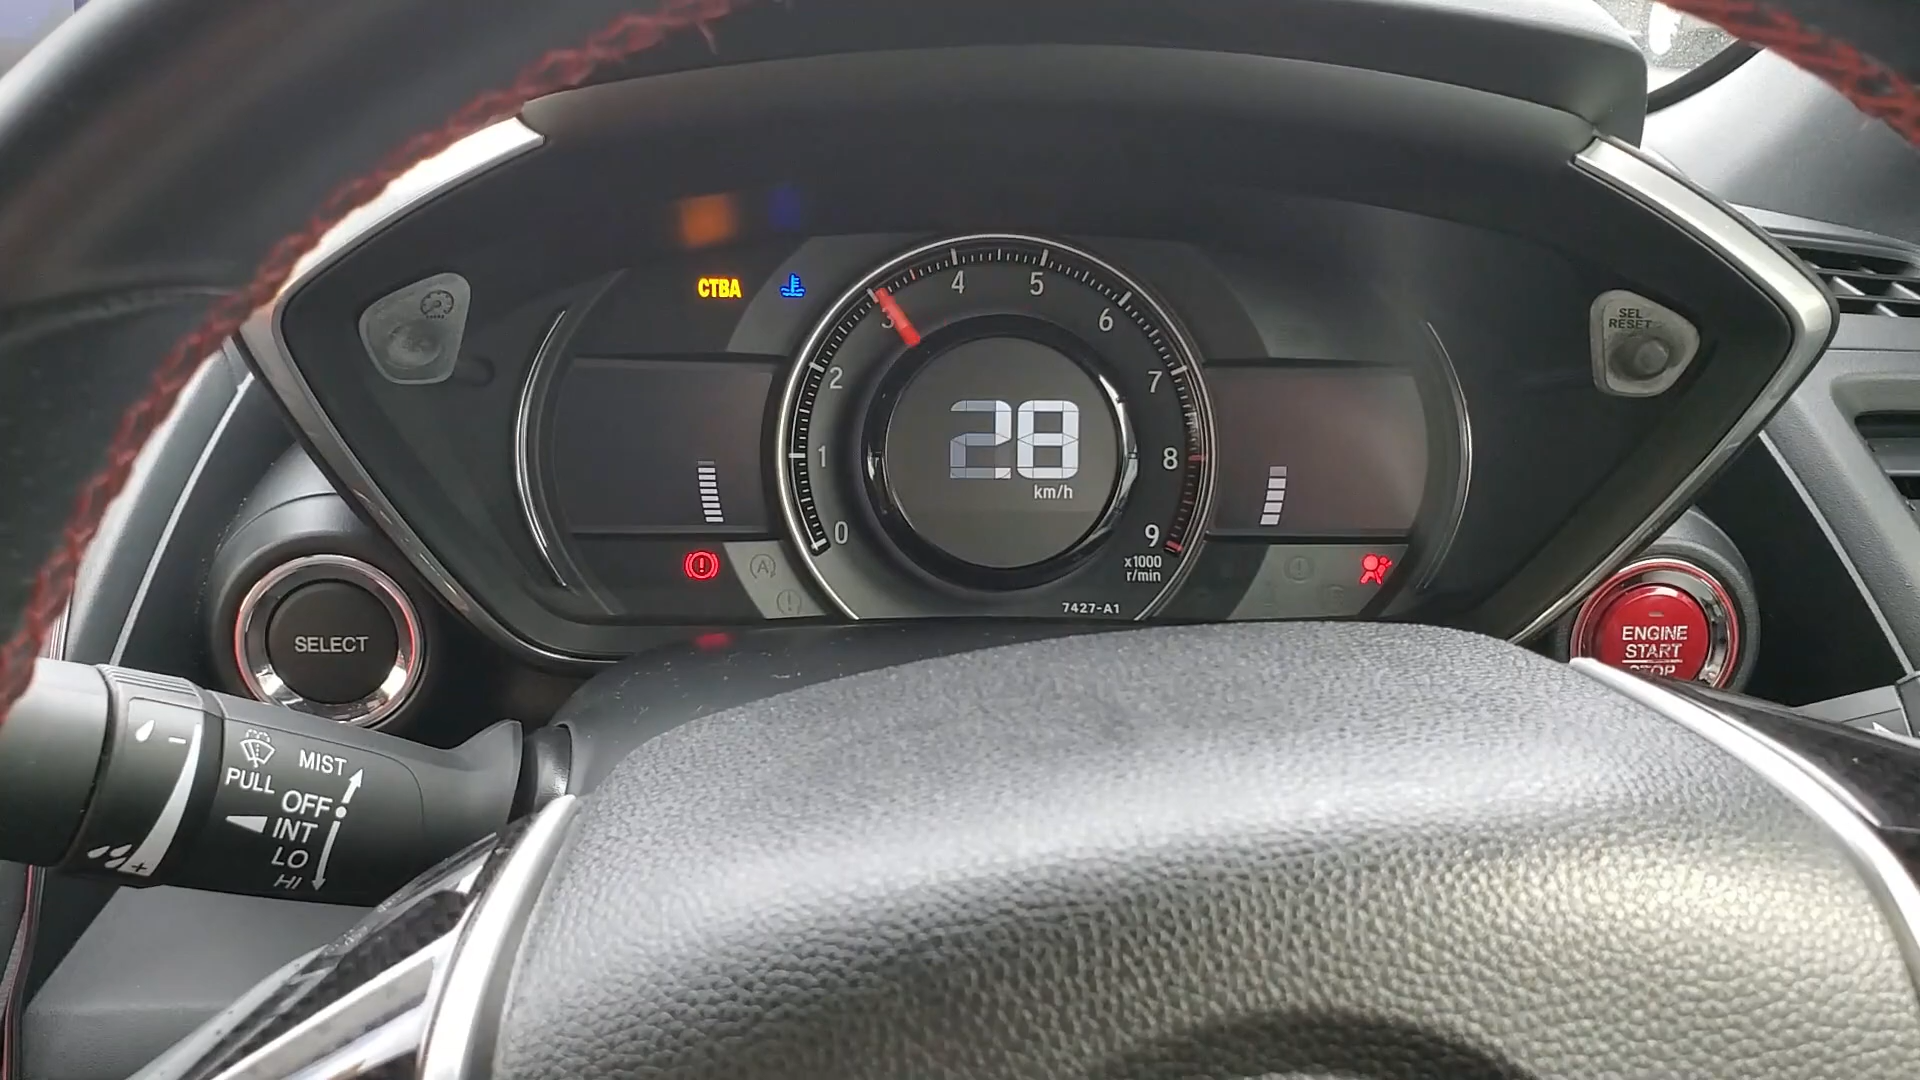 CTBA
0
1
2
3
4
5
6
7
8
9
x1000
r/min
28
km/h
A
7427-A1
SEL
RESET
SELECT
ENGINE
START
STOP
MIST
PULL
OFF
INT
LO
HI